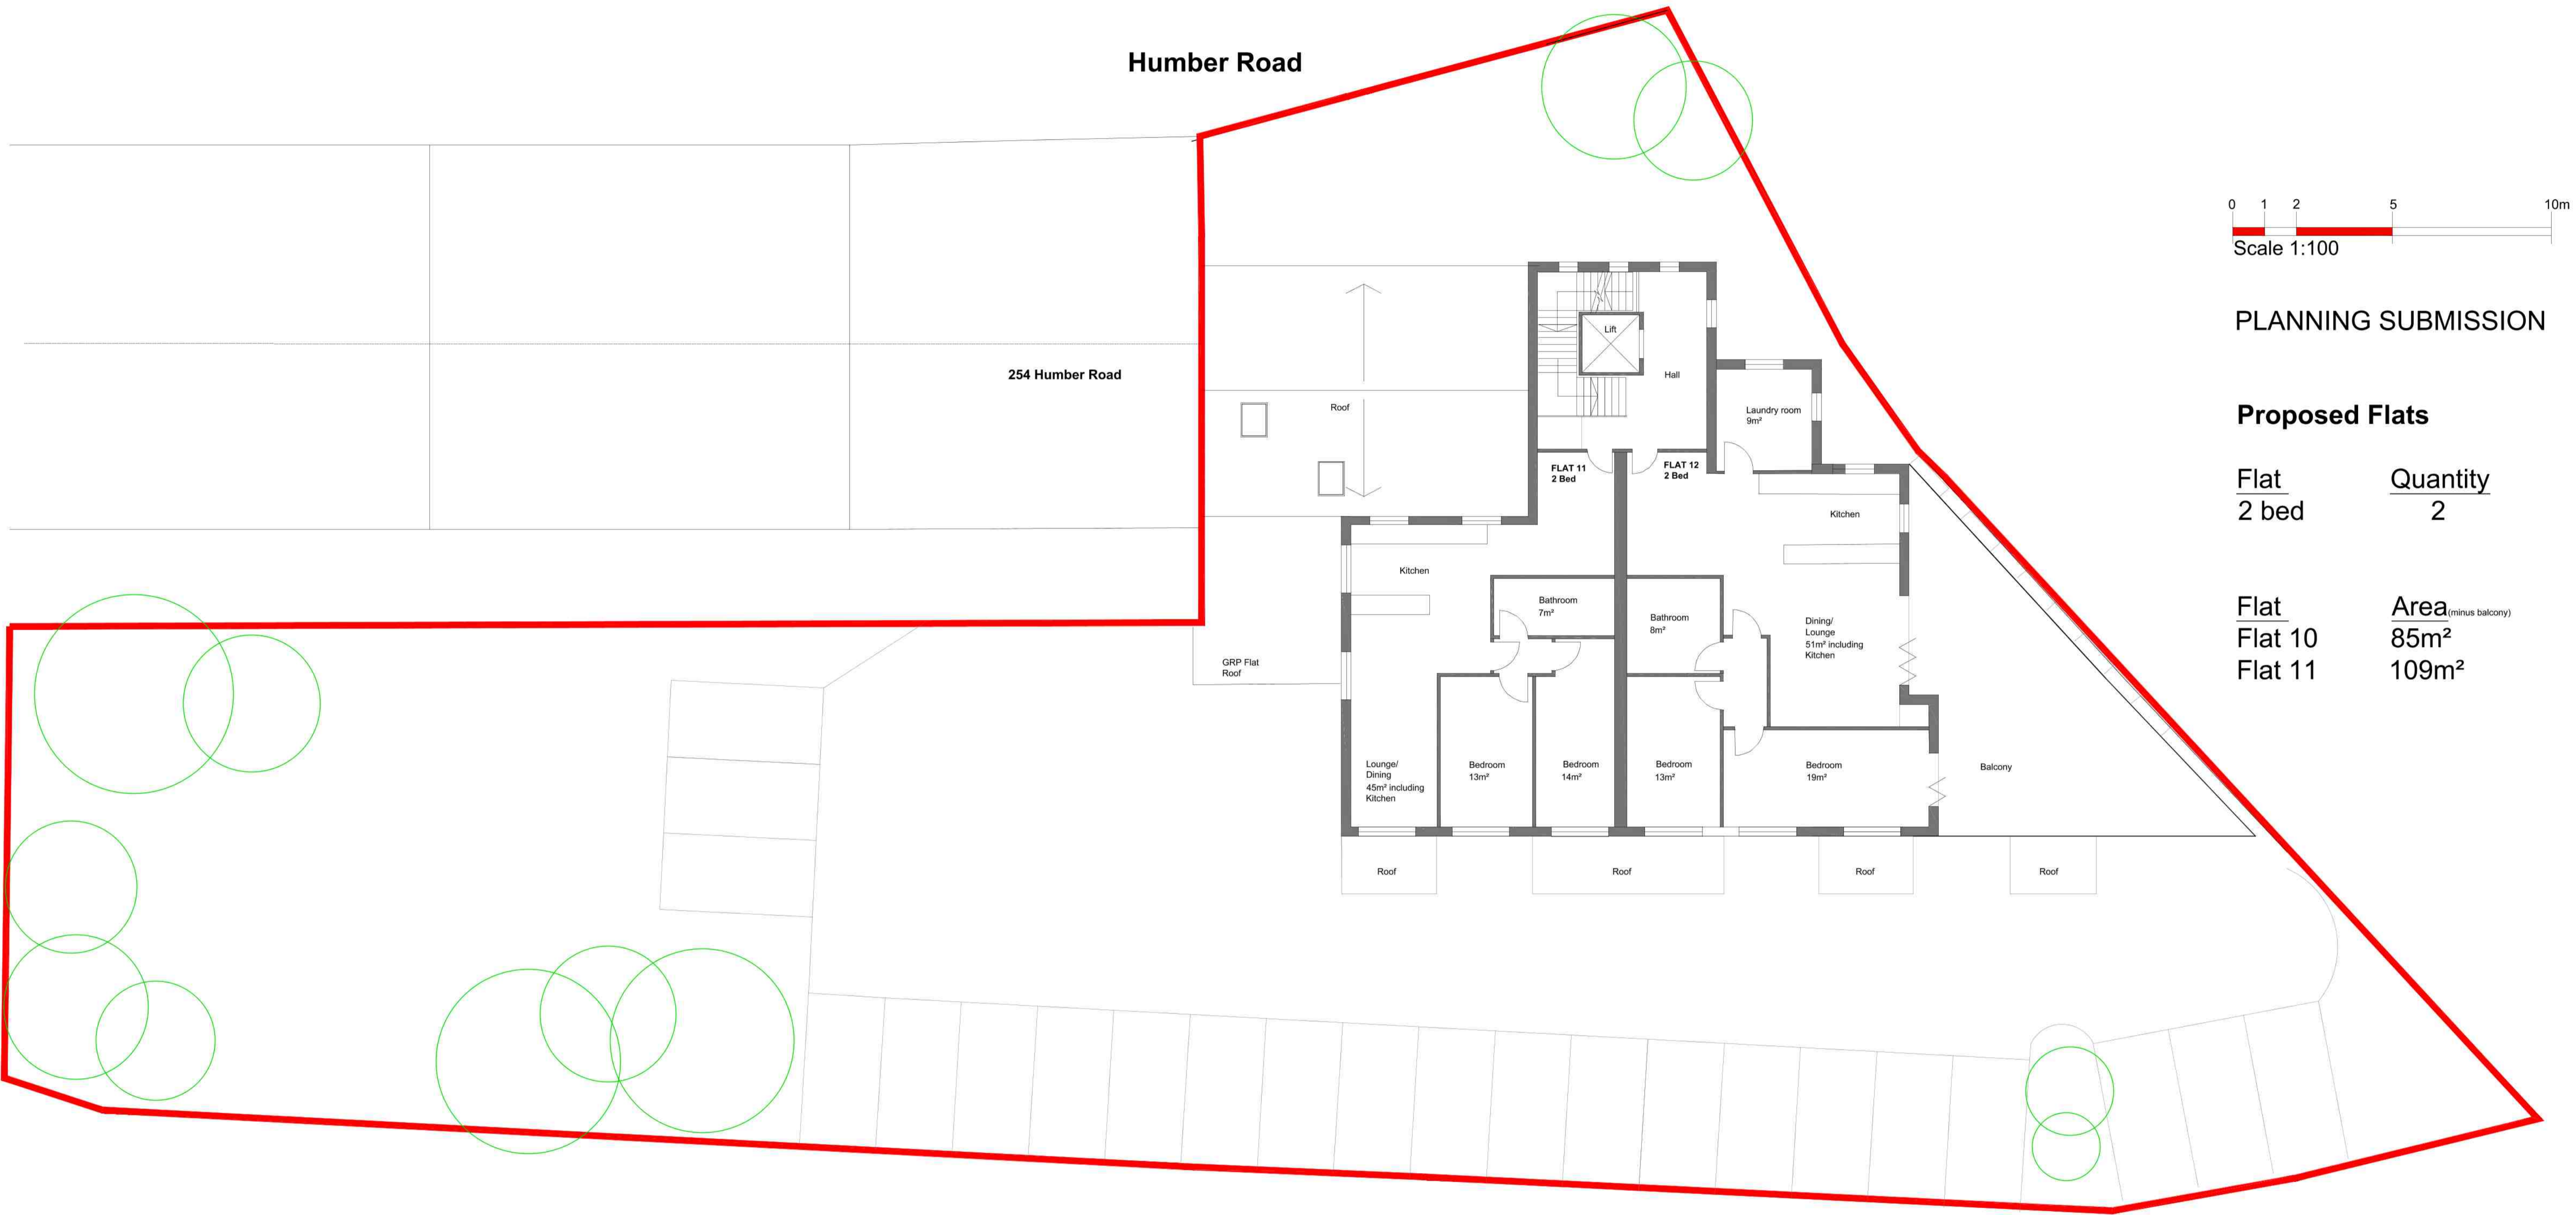 Humber Road
0 1 2 5 10m
Scale 1:100
PLANNING SUBMISSION
Proposed Flats
Flat Quantity
2 bed 2
Flat Area (minus balcony)
Flat 10 85m²
Flat 11 109m²
254 Humber Road
Roof
Lift
Hall
Laundry room
9m²
FLAT 11
2 Bed
FLAT 12
2 Bed
Kitchen
Kitchen
Bathroom
7m²
Bathroom
8m²
Dining/
Lounge
51m² including
Kitchen
GRP Flat
Roof
Lounge/
Dining
45m² including
Kitchen
Bedroom
13m²
Bedroom
14m²
Bedroom
13m²
Bedroom
19m²
Balcony
Roof
Roof
Roof
Roof